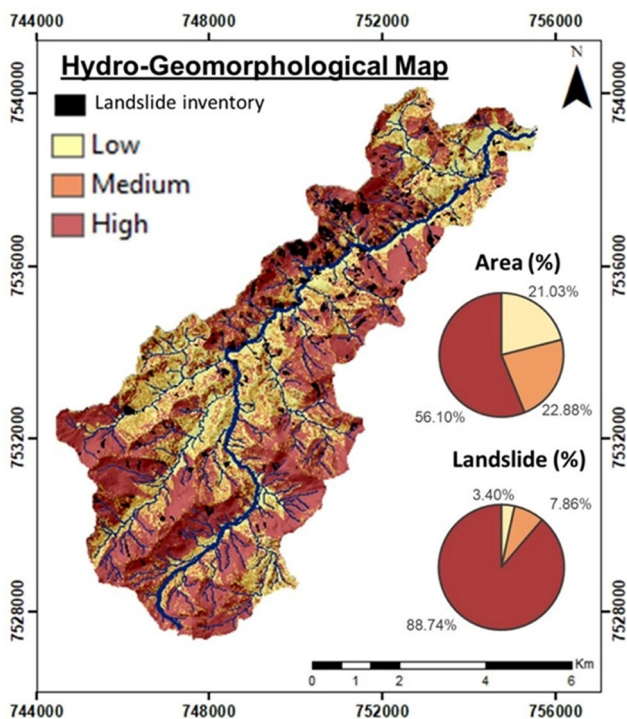 744000 748000 752000 756000
Hydro-Geomorphological Map
N
Landslide inventory
Low
Medium
High
7540000
7536000
7532000
7528000
7540000
7536000
7532000
7528000
Area (%)
21.03%
22.88%
56.10%
Landslide (%)
3.40%
7.86%
88.74%
Km
0 1 2 4 6
744000 748000 752000 756000